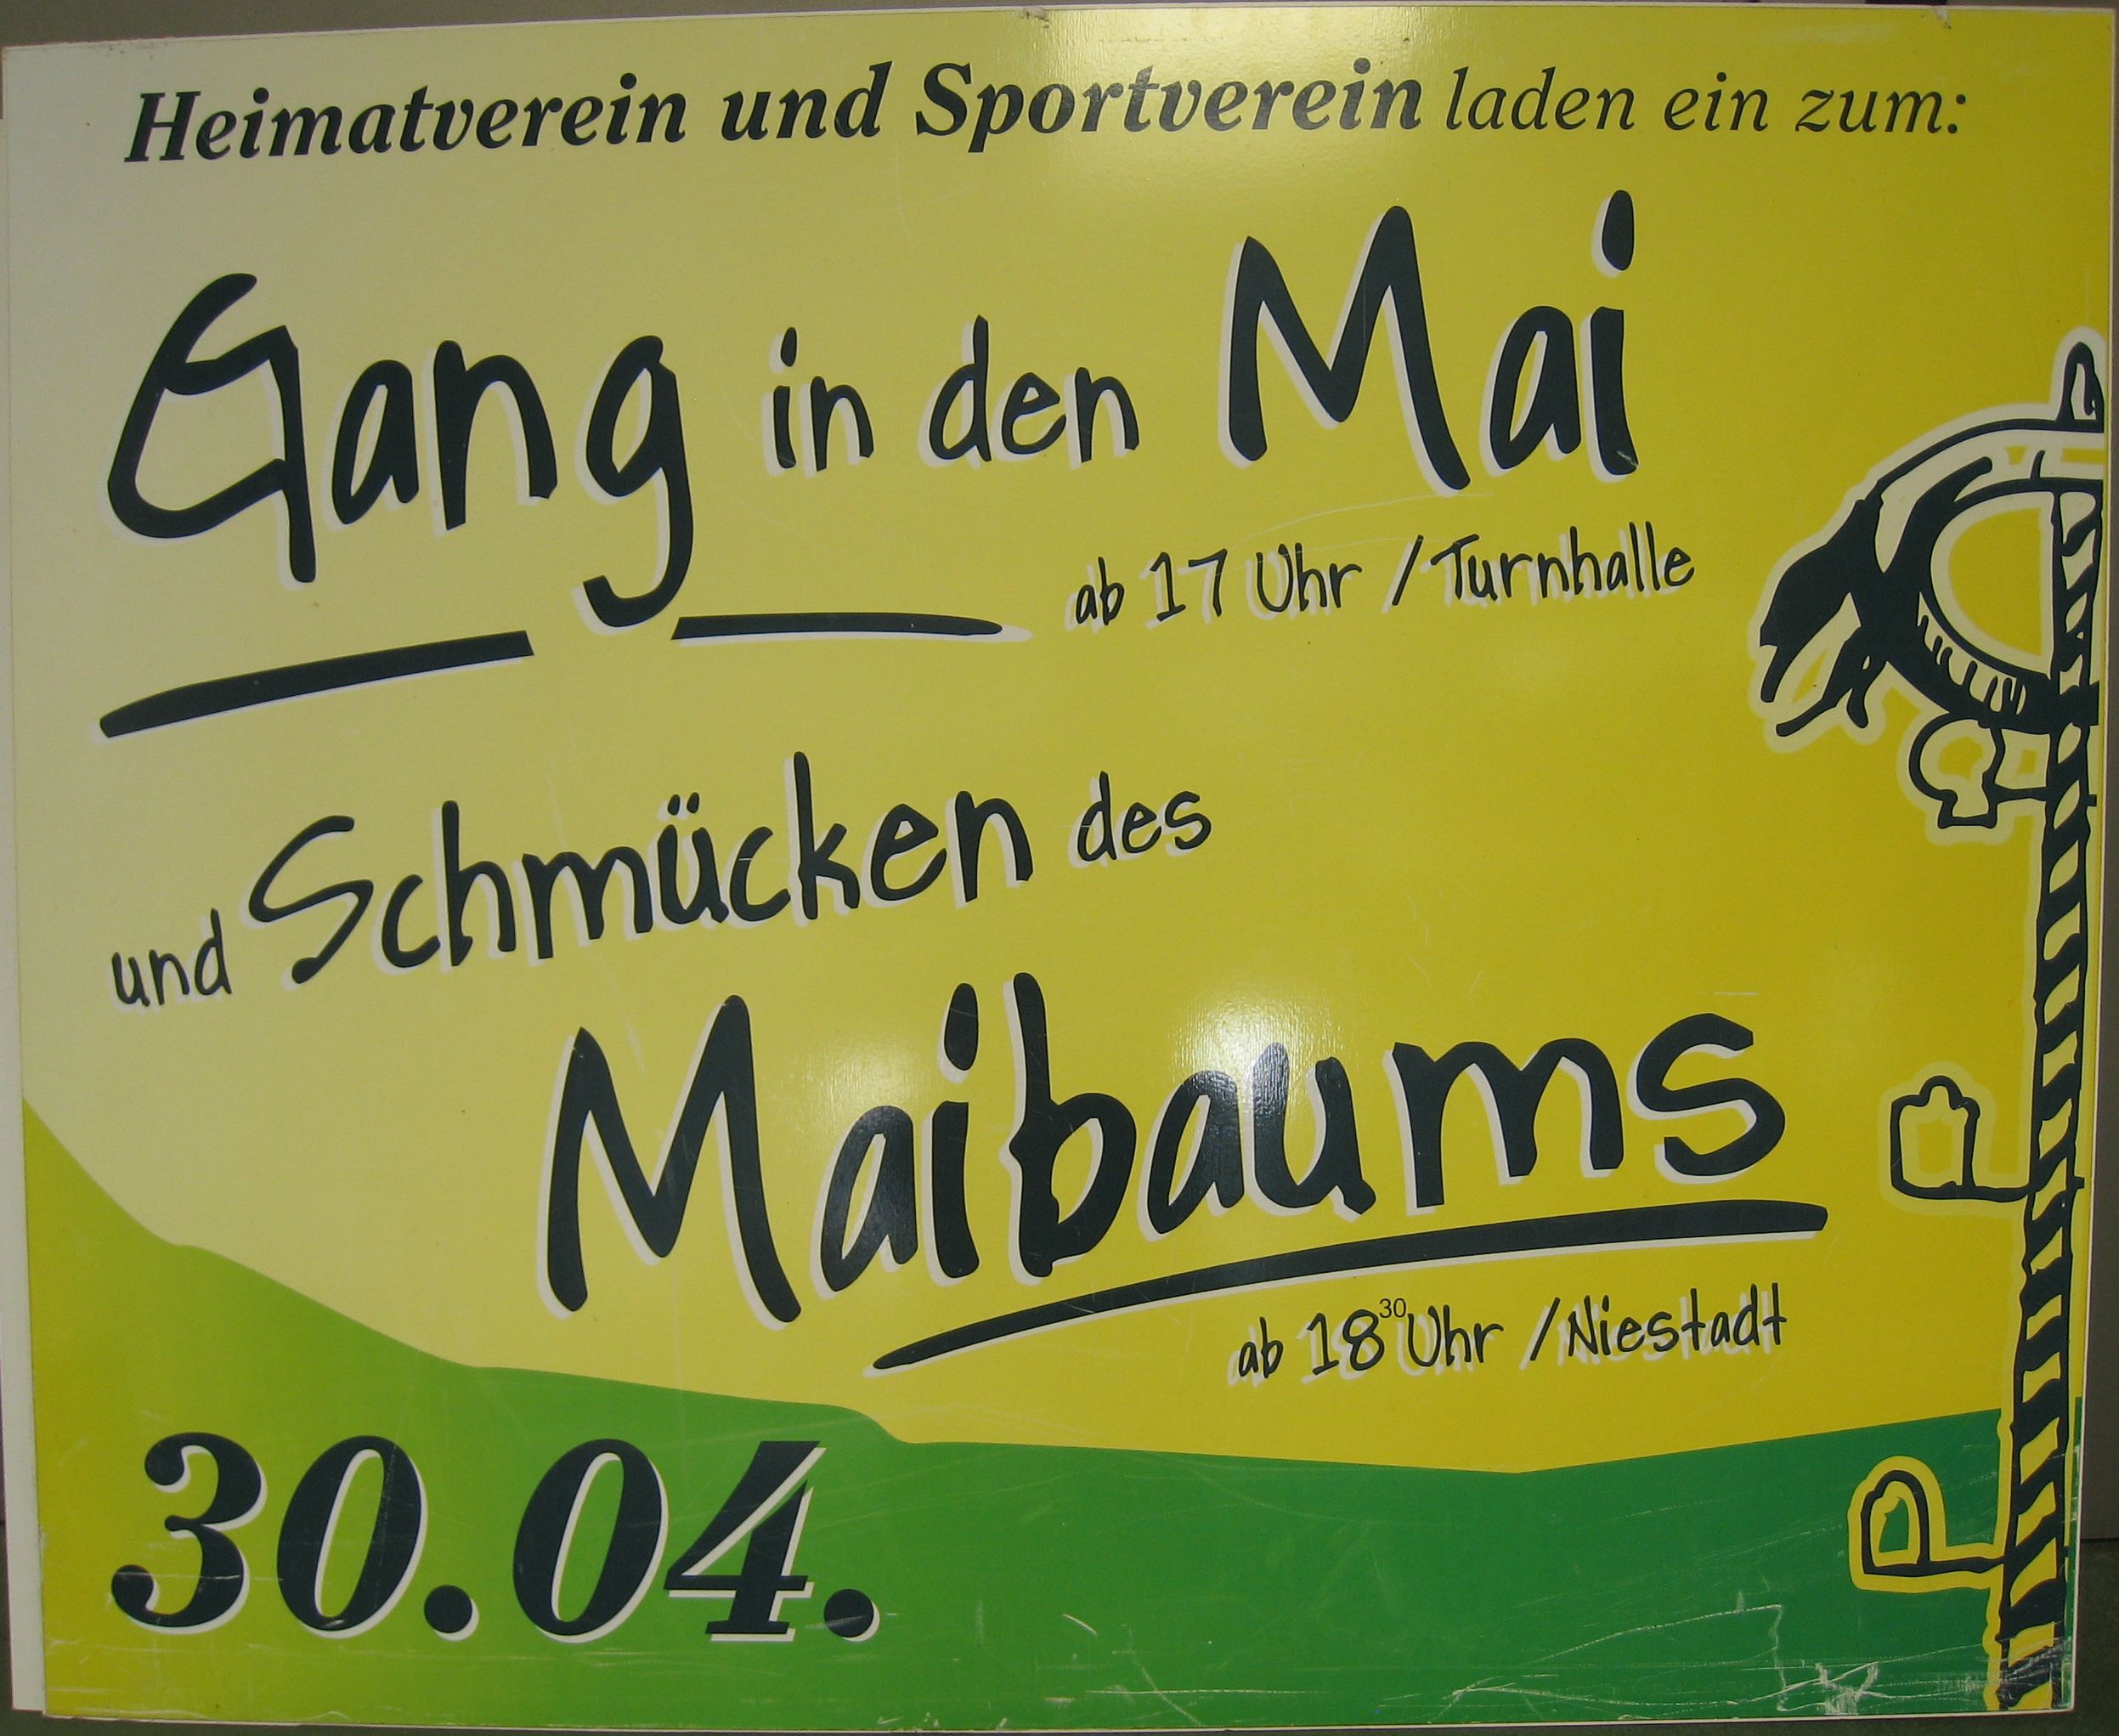 Heimatverein und Sportverein laden ein zum:
Gang in den Mai
ab 17 Uhr / Turnhalle
und Schmücken des
Maibaums
ab 18³⁰ Uhr / Niestadt
30.04.